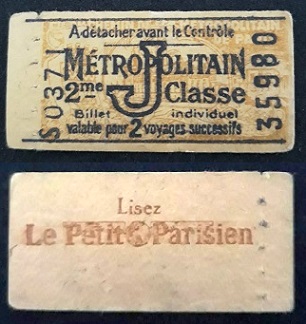 A détacher avant le Contrôle
MÉTROPOLITAIN
J
2me Classe
Billet individuel
valable pour 2 voyages successifs
S0371
35980
Lisez
Le Petit Parisien